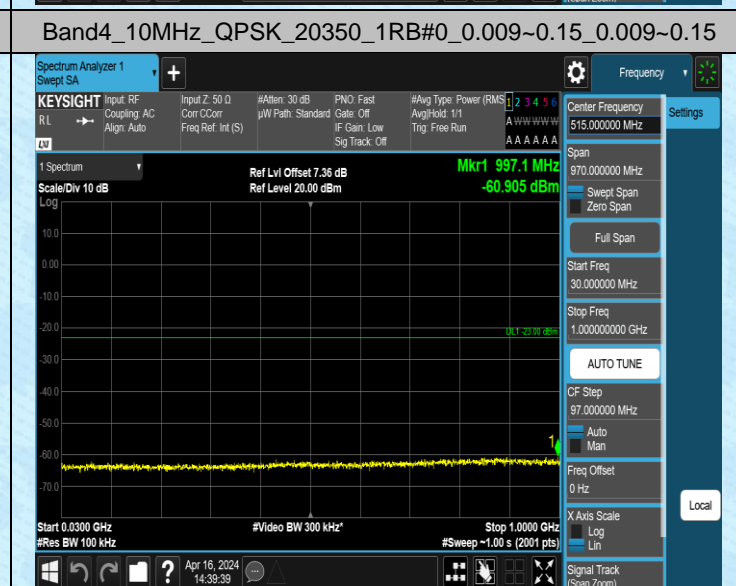 Band4_10MHz_QPSK_20350_1RB#0_0.009~0.15_0.009~0.15
Spectrum Analyzer 1
Swept SA
+
Frequency
KEYSIGHT Input: RF Input Z: 50 Ω #Atten: 30 dB PNO: Fast #Avg Type: Power (RMS 1 2 3 4 5 6
RL Coupling: AC Corr CCorr µW Path: Standard Gate: Off Avg|Hold: 1/1 A W W W W W
Align: Auto Freq Ref: Int (S) IF Gain: Low Trig: Free Run
LXI Sig Track: Off A A A A A A
Center Frequency
515.000000 MHz
Settings
Span
970.000000 MHz
Swept Span
Zero Span
Full Span
Start Freq
30.000000 MHz
Stop Freq
1.000000000 GHz
AUTO TUNE
CF Step
97.000000 MHz
Auto
Man
Freq Offset
0 Hz
X Axis Scale
Log
Lin
Local
Signal Track
(Span Zoom)
1 Spectrum Ref Lvl Offset 7.36 dB Mkr1 997.1 MHz
Scale/Div 10 dB Ref Level 20.00 dBm -60.905 dBm
Log
10.0
0.00
-10.0
-20.0
DL1 -23.00 dBm
-30.0
-40.0
-50.0
1
-60.0
-70.0
Start 0.0300 GHz #Video BW 300 kHz* Stop 1.0000 GHz
#Res BW 100 kHz #Sweep ~1.00 s (2001 pts)
? Apr 16, 2024
14:39:39